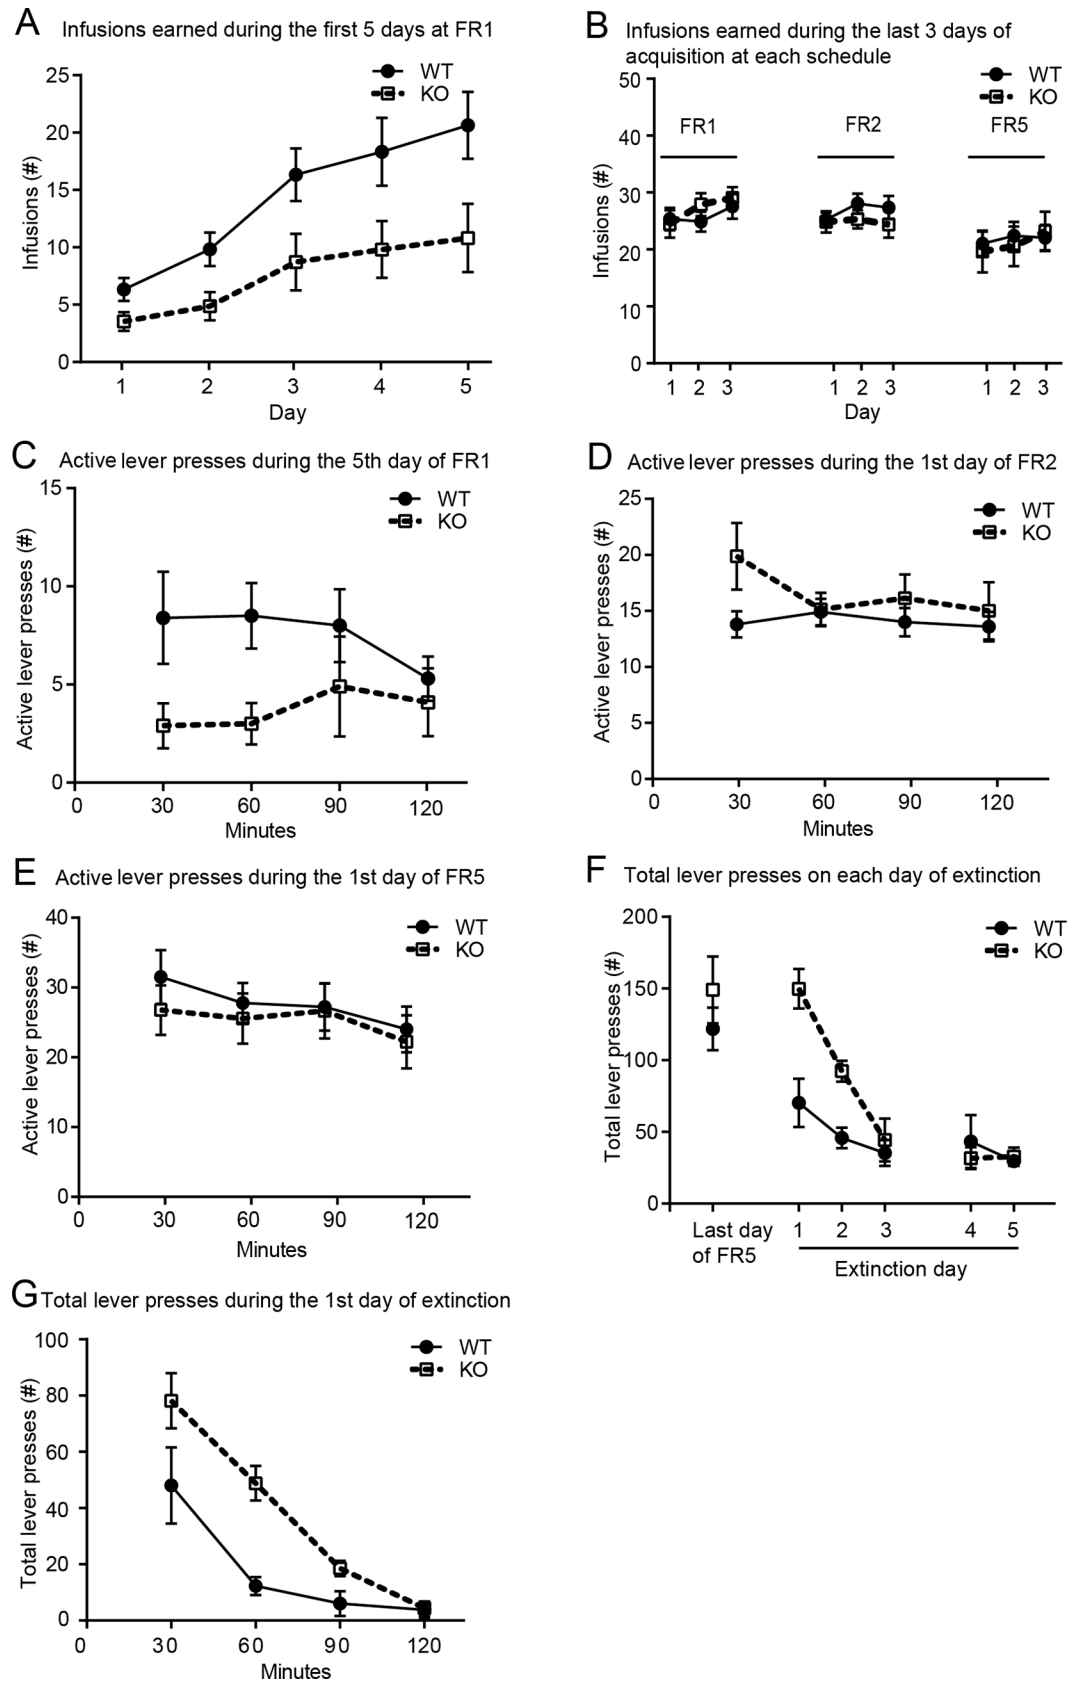 A Infusions earned during the first 5 days at FR1
WT
KO
25
20
15
10
5
0
Infusions (#)
1 2 3 4 5
Day
B Infusions earned during the last 3 days of
acquisition at each schedule
WT
KO
50
40
30
20
10
0
Infusions (#)
FR1 FR2 FR5
1 2 3 1 2 3 1 2 3
Day
C Active lever presses during the 5th day of FR1
WT
KO
15
10
5
0
Active lever presses (#)
0 30 60 90 120
Minutes
D Active lever presses during the 1st day of FR2
WT
KO
25
20
15
10
5
0
Active lever presses (#)
0 30 60 90 120
Minutes
E Active lever presses during the 1st day of FR5
WT
KO
40
30
20
10
0
Active lever presses (#)
0 30 60 90 120
Minutes
F Total lever presses on each day of extinction
WT
KO
200
150
100
50
0
Total lever presses (#)
Last day
of FR5
1 2 3 4 5
Extinction day
G Total lever presses during the 1st day of extinction
WT
KO
100
80
60
40
20
0
Total lever presses (#)
0 30 60 90 120
Minutes